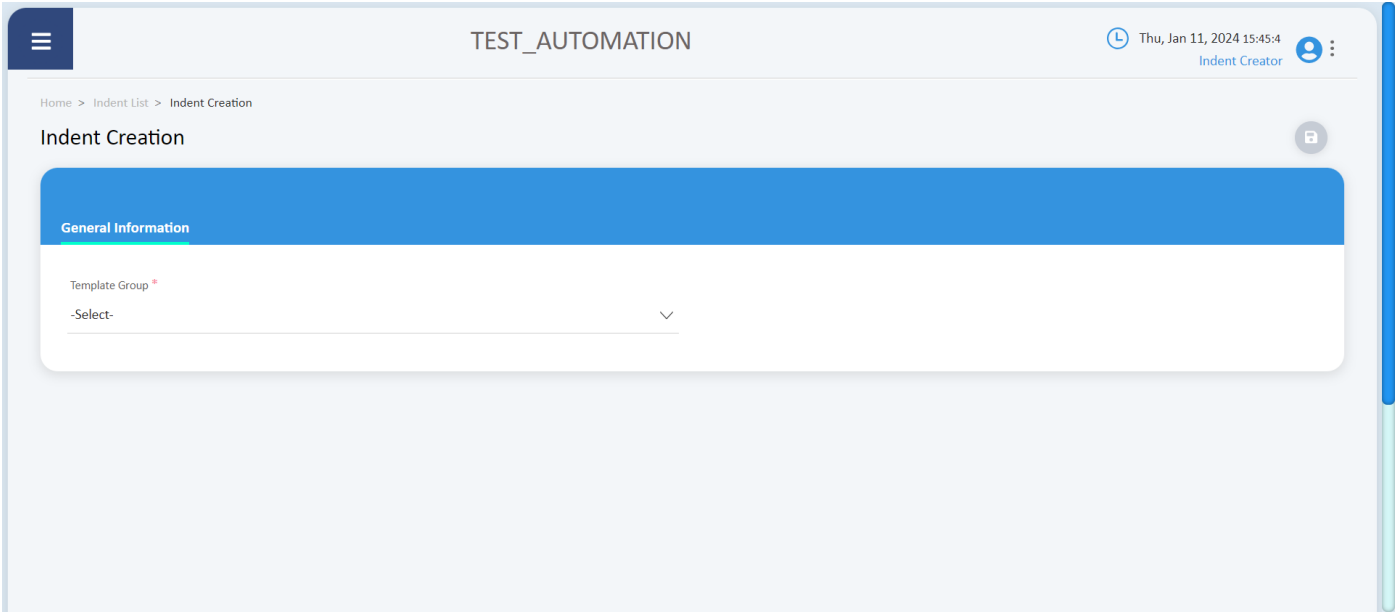 TEST_AUTOMATION
Thu, Jan 11, 2024 15:45:4
Indent Creator
Home > Indent List > Indent Creation
Indent Creation
General Information
Template Group *
-Select-